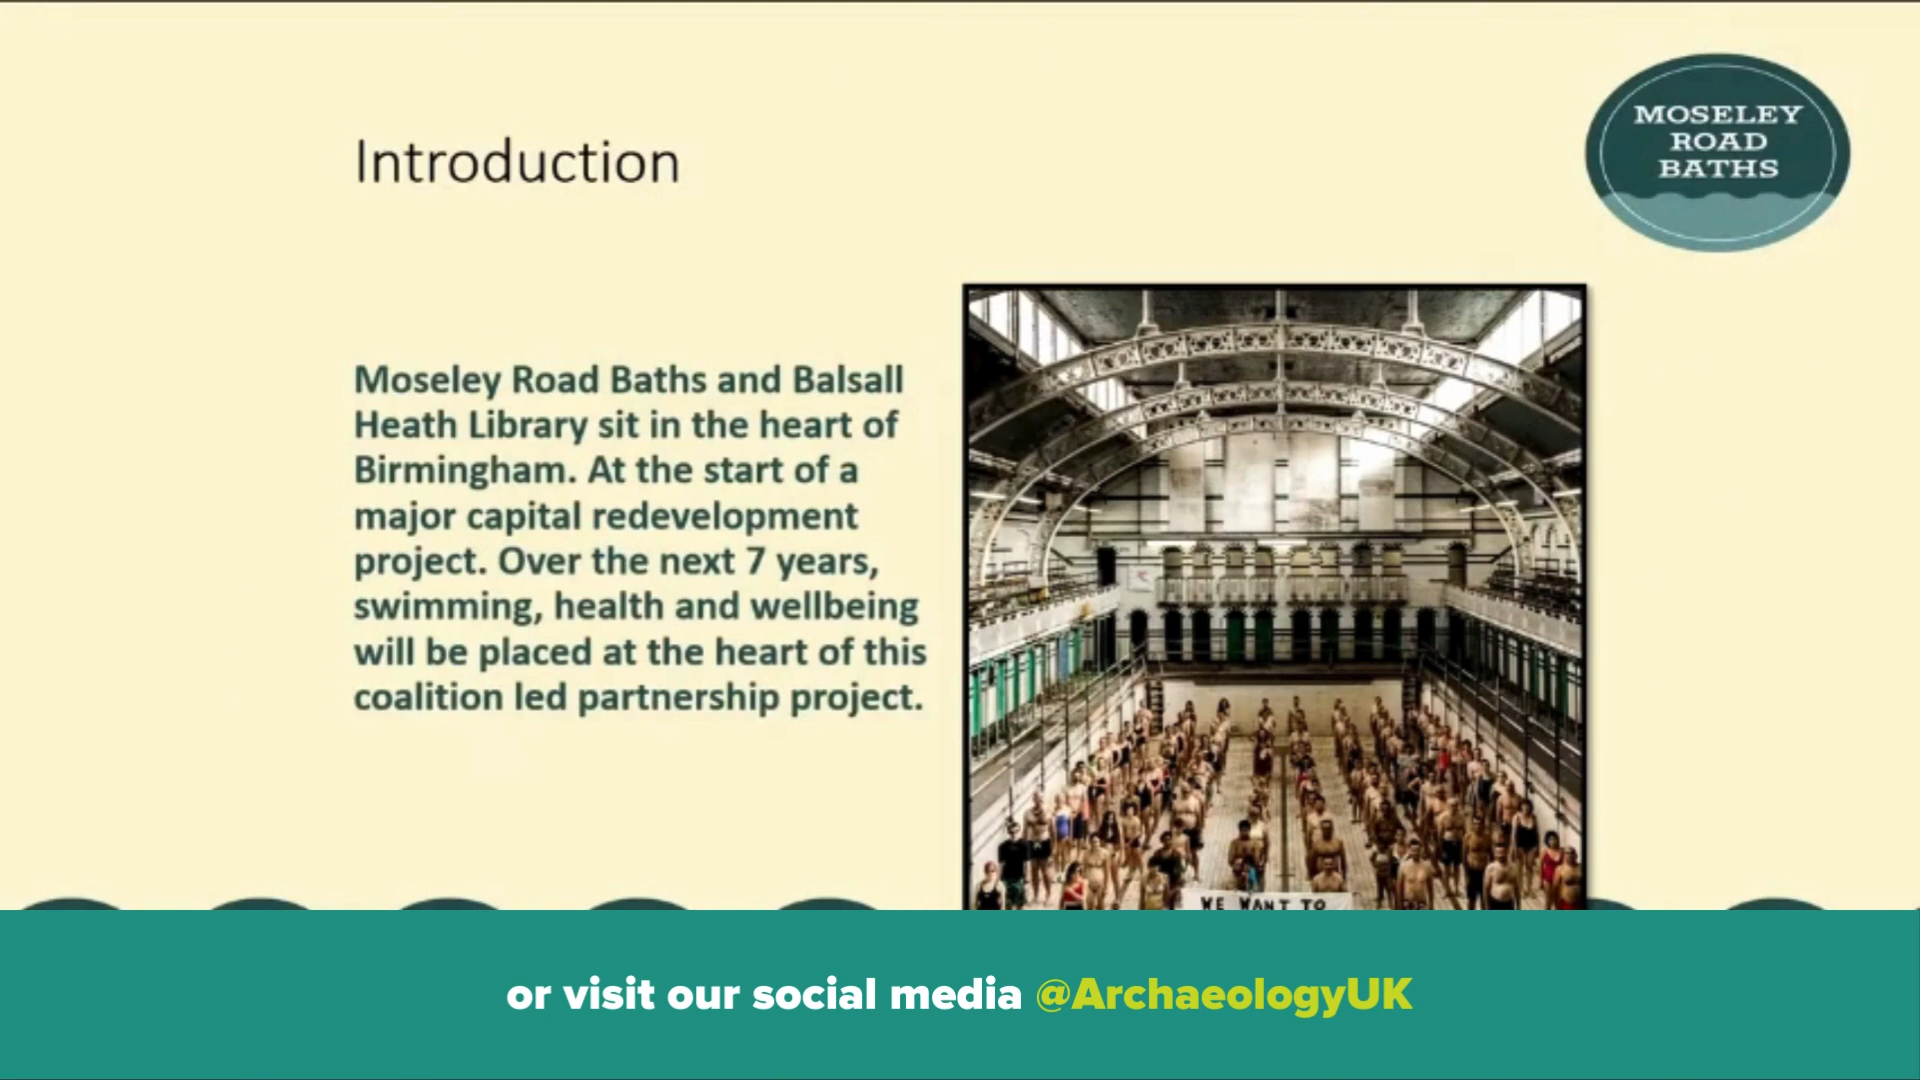 Introduction
MOSELEY
ROAD
BATHS
Moseley Road Baths and Balsall
Heath Library sit in the heart of
Birmingham. At the start of a
major capital redevelopment
project. Over the next 7 years,
swimming, health and wellbeing
will be placed at the heart of this
coalition led partnership project.
WE WANT TO
or visit our social media @ArchaeologyUK